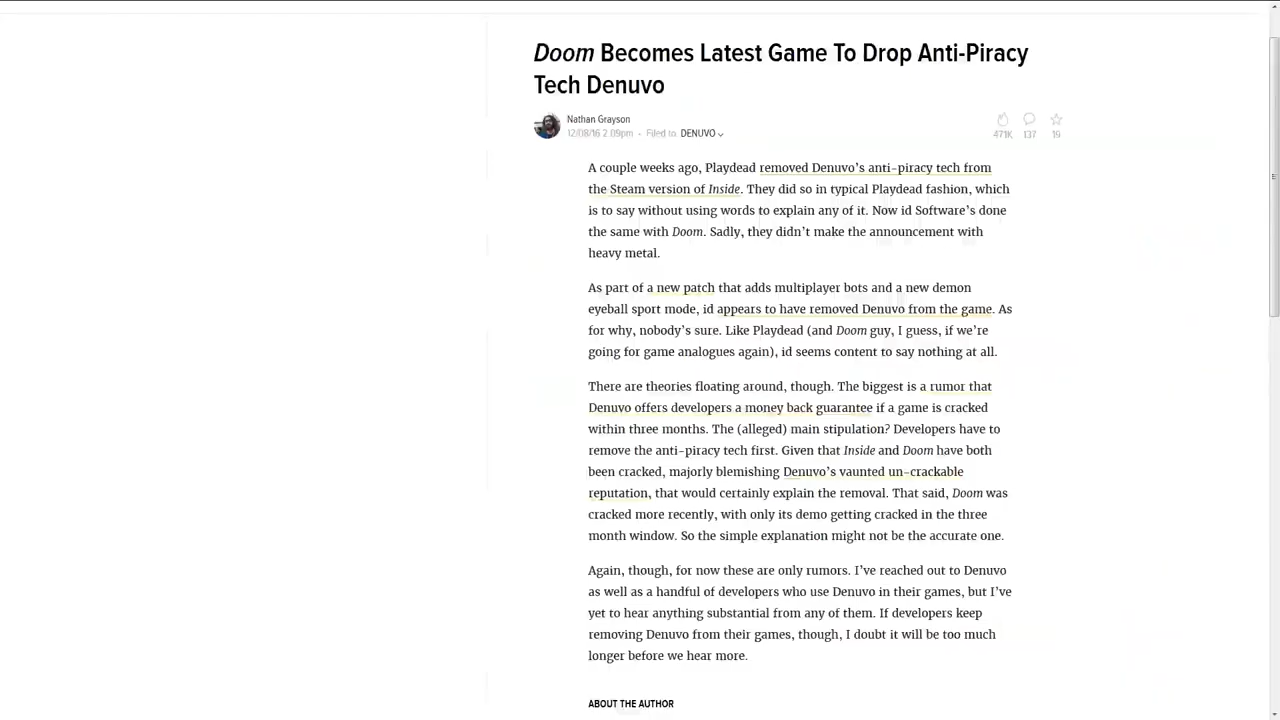 Doom Becomes Latest Game To Drop Anti-Piracy
Tech Denuvo
Nathan Grayson
12/08/16 2:09pm • Filed to: DENUVO
471K 137 19
A couple weeks ago, Playdead removed Denuvo's anti-piracy tech from
the Steam version of Inside. They did so in typical Playdead fashion, which
is to say without using words to explain any of it. Now id Software's done
the same with Doom. Sadly, they didn't make the announcement with
heavy metal.
As part of a new patch that adds multiplayer bots and a new demon
eyeball sport mode, id appears to have removed Denuvo from the game. As
for why, nobody's sure. Like Playdead (and Doom guy, I guess, if we're
going for game analogues again), id seems content to say nothing at all.
There are theories floating around, though. The biggest is a rumor that
Denuvo offers developers a money back guarantee if a game is cracked
within three months. The (alleged) main stipulation? Developers have to
remove the anti-piracy tech first. Given that Inside and Doom have both
been cracked, majorly blemishing Denuvo's vaunted un-crackable
reputation, that would certainly explain the removal. That said, Doom was
cracked more recently, with only its demo getting cracked in the three
month window. So the simple explanation might not be the accurate one.
Again, though, for now these are only rumors. I've reached out to Denuvo
as well as a handful of developers who use Denuvo in their games, but I've
yet to hear anything substantial from any of them. If developers keep
removing Denuvo from their games, though, I doubt it will be too much
longer before we hear more.
ABOUT THE AUTHOR